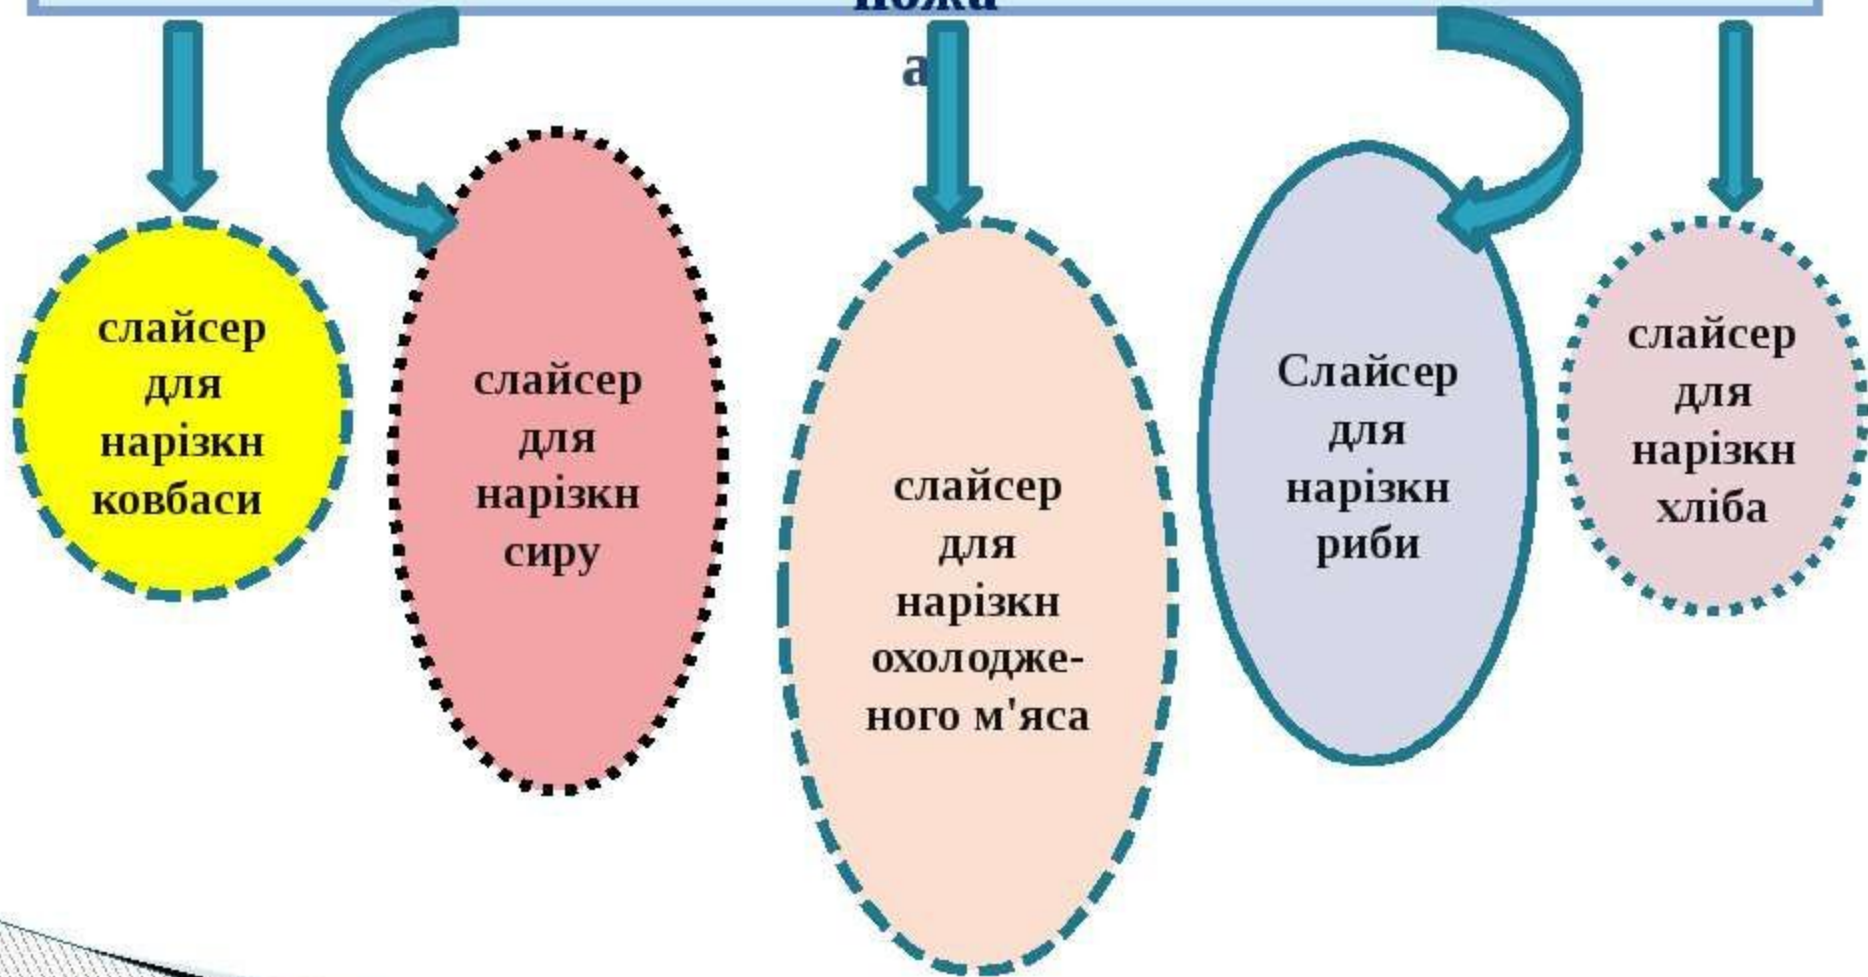 ножа
а
слайсер
для
нарізкн
ковбаси
слайсер
для
нарізкн
сиру
слайсер
для
нарізкн
охолодже-
ного м'яса
Слайсер
для
нарізкн
риби
слайсер
для
нарізкн
хліба